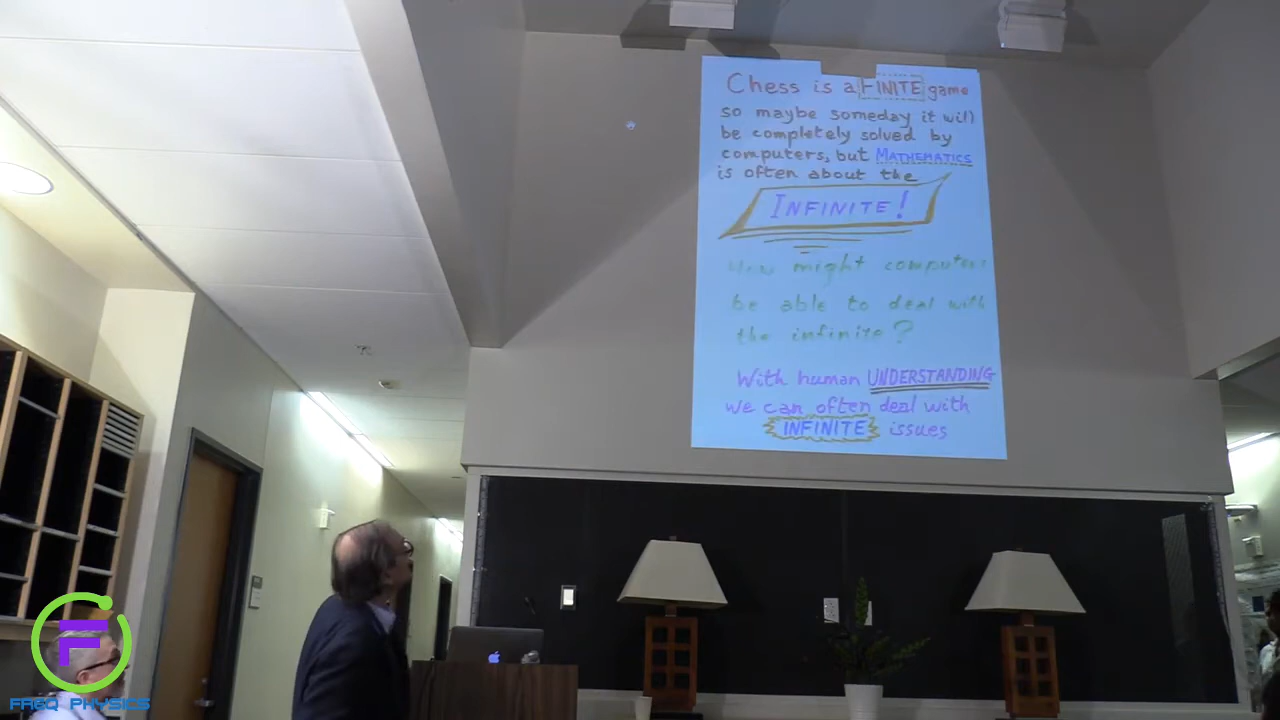 Chess is a FINITE game
so maybe someday it will
be completely solved by
computers, but MATHEMATICS
is often about the
INFINITE!
How might computers
be able to deal with
the infinite?
With human UNDERSTANDING
we can often deal with
INFINITE issues
FREQ PHYSICS